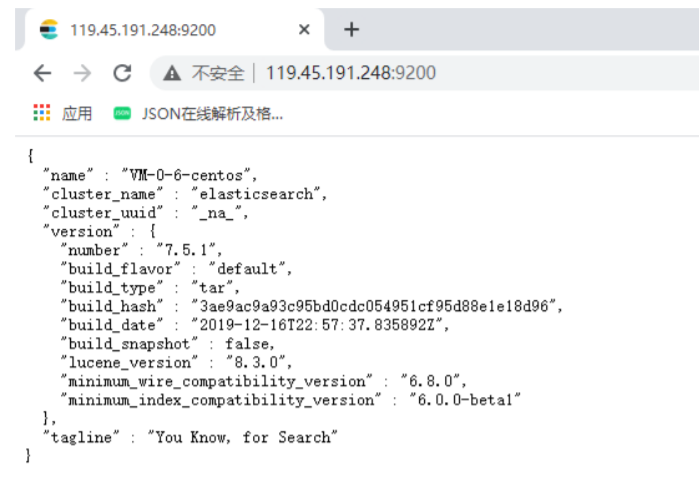 119.45.191.248:9200
不安全 | 119.45.191.248:9200
应用 JSON在线解析及格...
{
"name" : "VM-0-6-centos",
"cluster_name" : "elasticsearch",
"cluster_uuid" : "_na_",
"version" : {
"number" : "7.5.1",
"build_flavor" : "default",
"build_type" : "tar",
"build_hash" : "3ae9ac9a93c95bd0cdc054951cf95d88e1e18d96",
"build_date" : "2019-12-16T22:57:37.835892Z",
"build_snapshot" : false,
"lucene_version" : "8.3.0",
"minimum_wire_compatibility_version" : "6.8.0",
"minimum_index_compatibility_version" : "6.0.0-beta1"
},
"tagline" : "You Know, for Search"
}